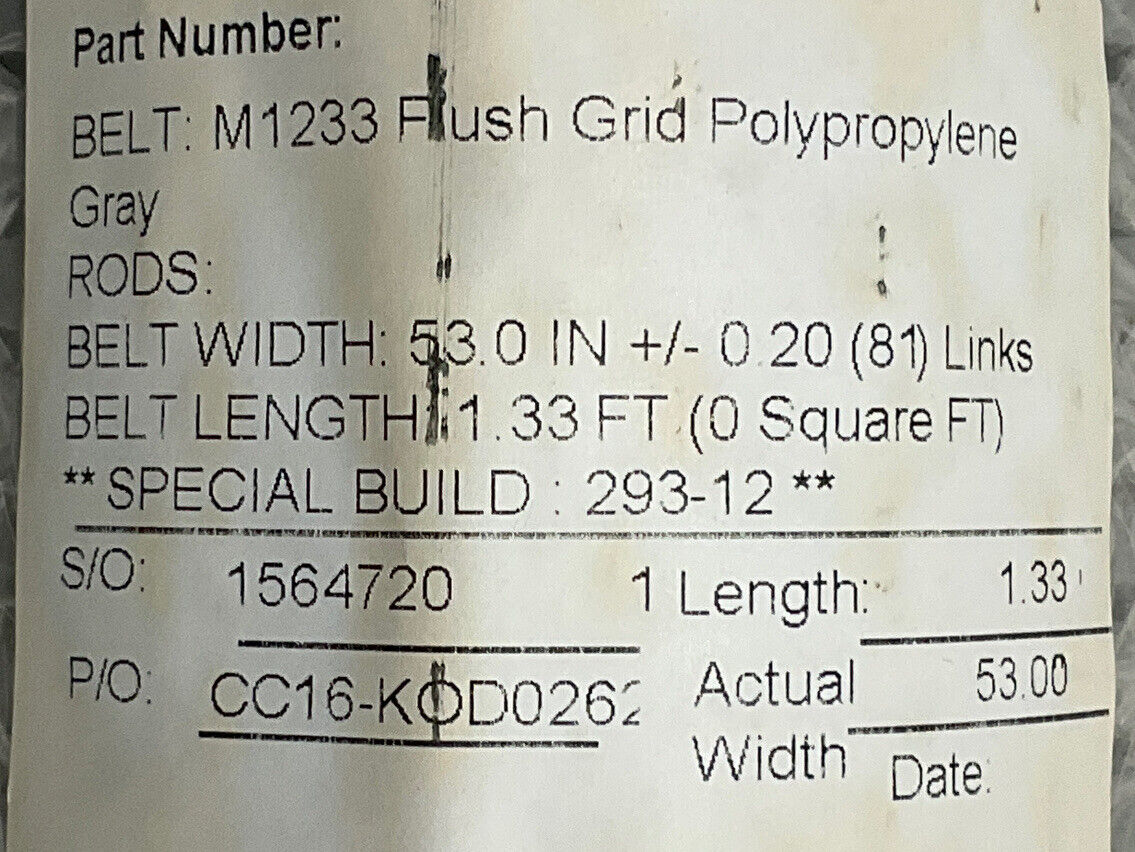 Part Number:
BELT: M1233 Flush Grid Polypropylene
Gray
RODS:
BELT WIDTH: 53.0 IN +/- 0.20 (81) Links
BELT LENGTH: 1.33 FT (0 Square FT)
** SPECIAL BUILD : 293-12 **
S/O: 1564720 1 Length: 1.33'
P/O: CC16-KOD0262 Actual 53.00
Width Date: